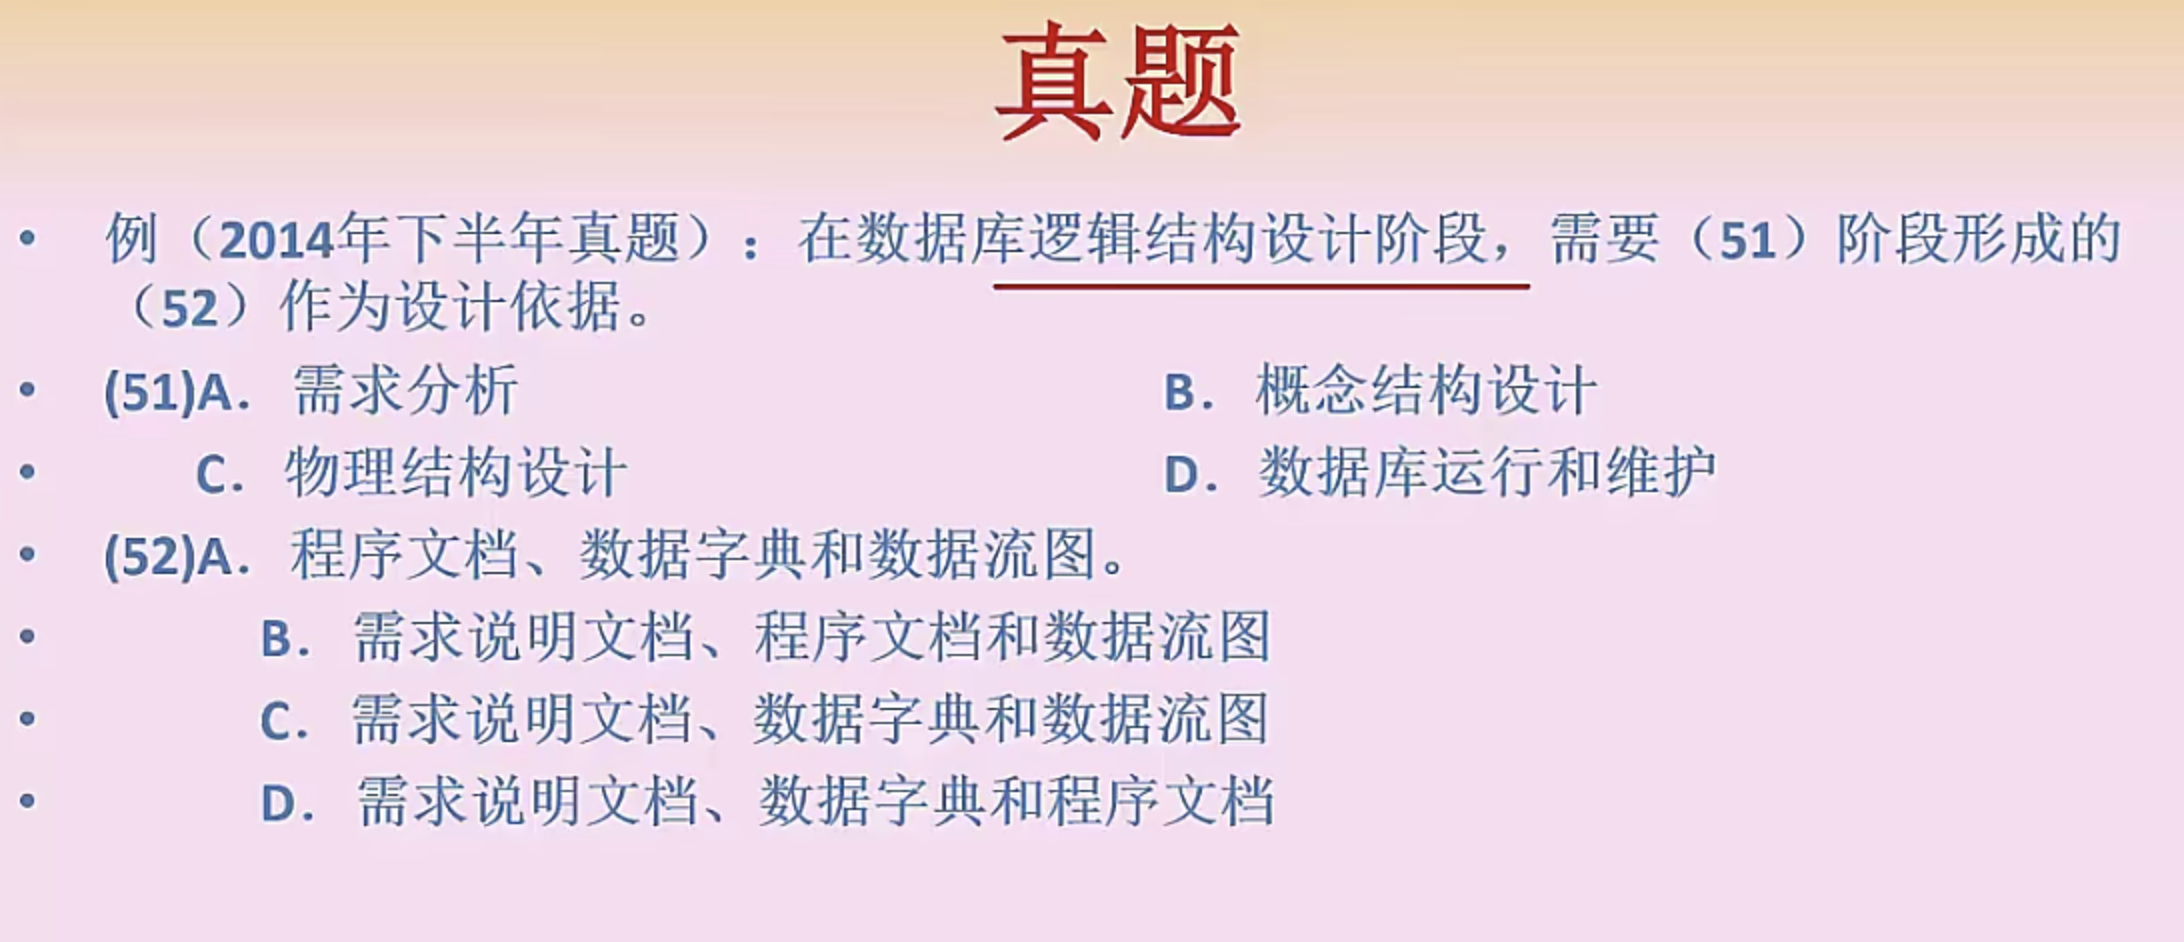 真题
• 例（2014年下半年真题）：在数据库逻辑结构设计阶段，需要（51）阶段形成的
（52）作为设计依据。
• (51)A．需求分析 B．概念结构设计
• C．物理结构设计 D．数据库运行和维护
• (52)A．程序文档、数据字典和数据流图。
• B．需求说明文档、程序文档和数据流图
• C．需求说明文档、数据字典和数据流图
• D．需求说明文档、数据字典和程序文档